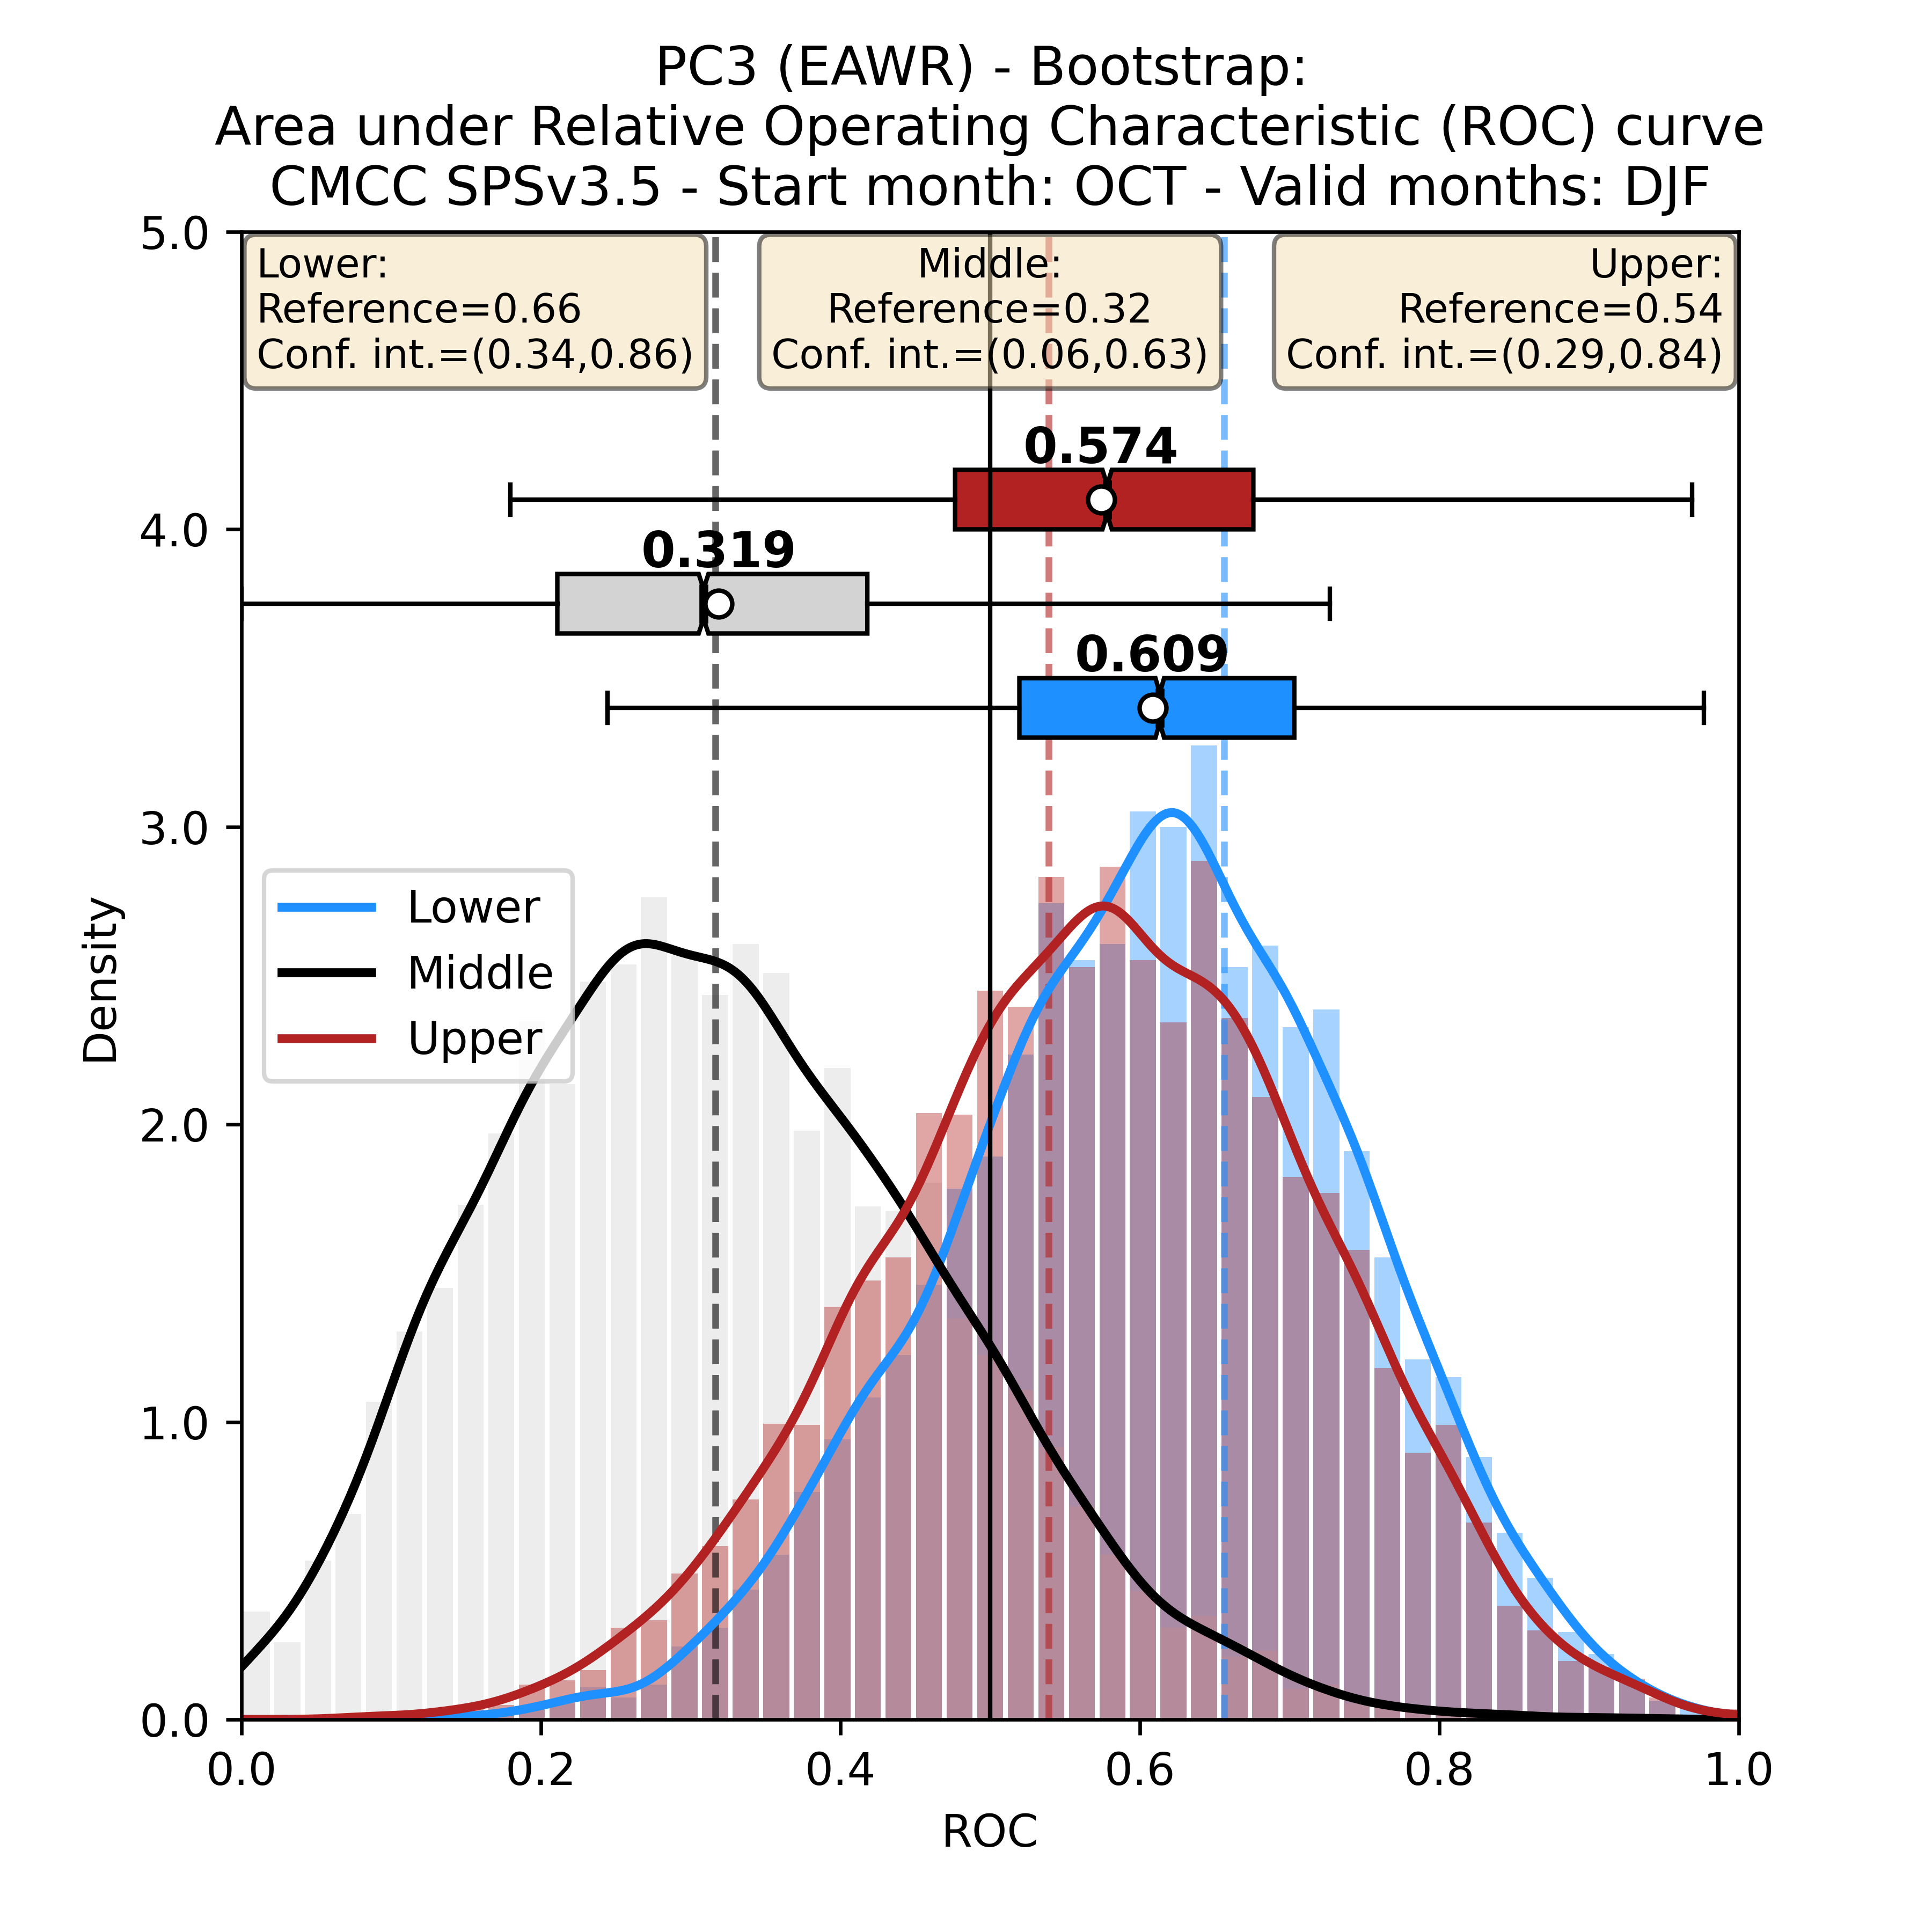 PC3 (EAWR) - Bootstrap:
Area under Relative Operating Characteristic (ROC) curve
CMCC SPSv3.5 - Start month: OCT - Valid months: DJF
Lower:
Reference=0.66
Conf. int.=(0.34,0.86)
Middle:
Reference=0.32
Conf. int.=(0.06,0.63)
Upper:
Reference=0.54
Conf. int.=(0.29,0.84)
0.574
0.319
0.609
Lower
Middle
Upper
5.0
4.0
3.0
2.0
1.0
0.0
Density
0.0 0.2 0.4 0.6 0.8 1.0
ROC